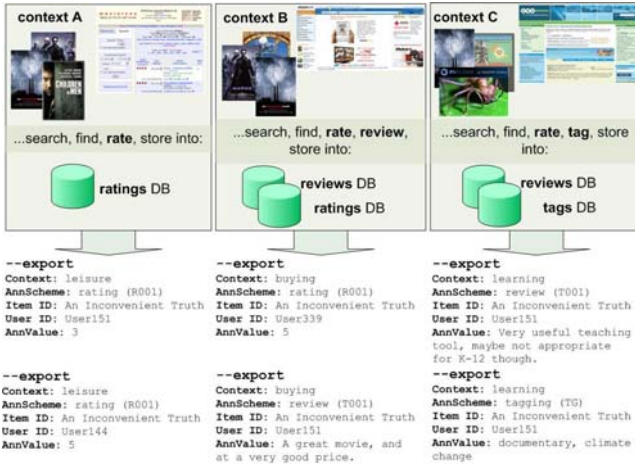 context A
CHILDREN
OF MEN
...search, find, rate, store into:
ratings DB
context B
...search, find, rate, review,
store into:
reviews DB
ratings DB
context C
...search, find, rate, tag, store
into:
reviews DB
tags DB
--export
Context: leisure
AnnScheme: rating (R001)
Item ID: An Inconvenient Truth
User ID: User151
AnnValue: 3
--export
Context: buying
AnnScheme: rating (R001)
Item ID: An Inconvenient Truth
User ID: User339
AnnValue: 5
--export
Context: learning
AnnScheme: review (T001)
Item ID: An Inconvenient Truth
User ID: User151
AnnValue: Very useful teaching
tool, maybe not appropriate
for K-12 though.
--export
Context: leisure
AnnScheme: rating (R001)
Item ID: An Inconvenient Truth
User ID: User144
AnnValue: 5
--export
Context: buying
AnnScheme: review (T001)
Item ID: An Inconvenient Truth
User ID: User151
AnnValue: A great movie, and
at a very good price.
--export
Context: learning
AnnScheme: tagging (TG)
Item ID: An Inconvenient Truth
User ID: User151
AnnValue: documentary, climate
change